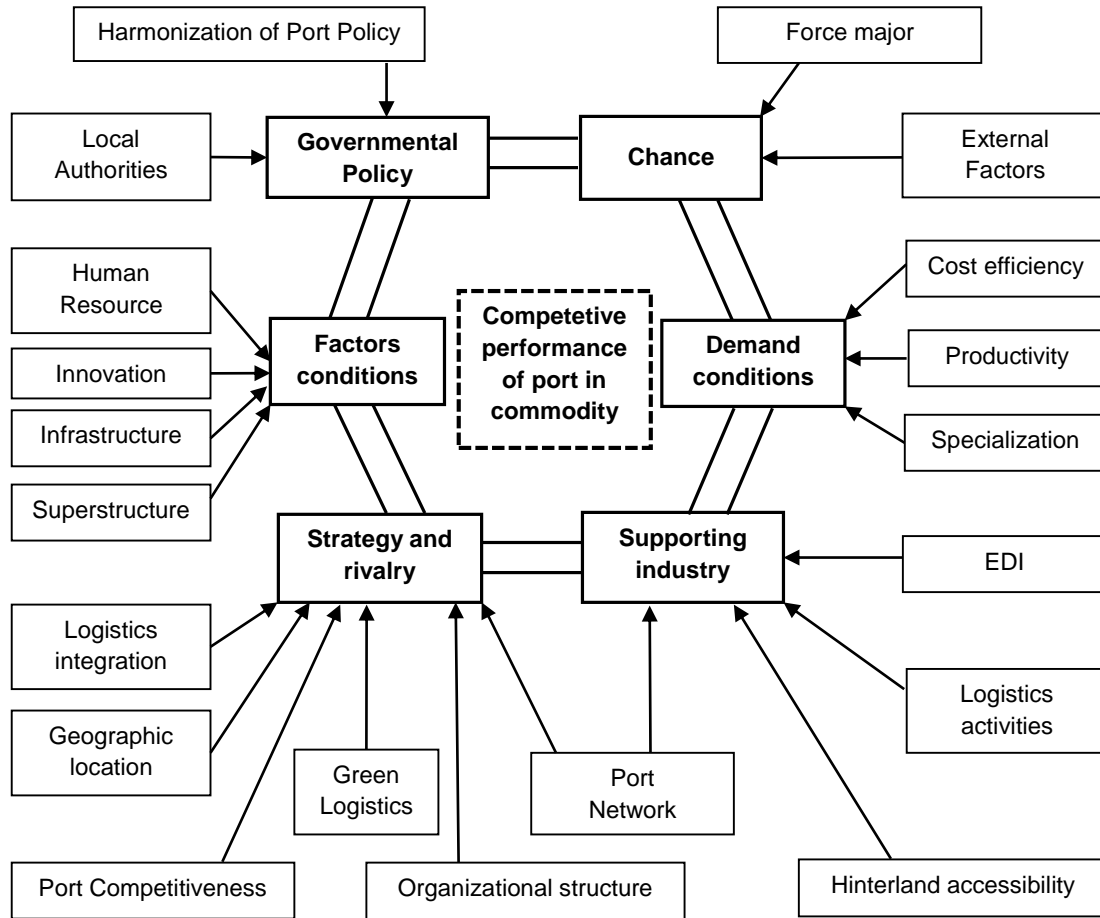 Harmonization of Port Policy
Force major
Local
Authorities
Governmental
Policy
Chance
External
Factors
Human
Resource
Cost efficiency
Competetive
performance
of port in
commodity
Factors
conditions
Demand
conditions
Innovation
Productivity
Infrastructure
Specialization
Superstructure
Strategy and
rivalry
Supporting
industry
EDI
Logistics
integration
Logistics
activities
Geographic
location
Green
Logistics
Port
Network
Port Competitiveness
Organizational structure
Hinterland accessibility